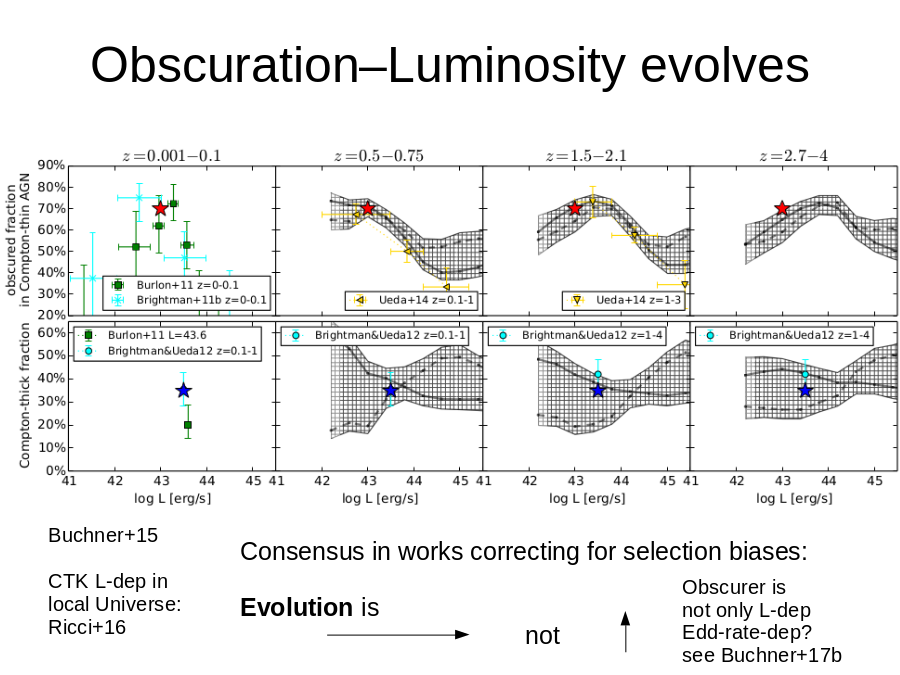 Obscuration–Luminosity evolves
z=0.001−0.1
z=0.5−0.75
z=1.5−2.1
z=2.7−4
obscured fraction
in Compton-thin AGN
90%
80%
70%
60%
50%
40%
30%
20%
Burlon+11 z=0-0.1
Brightman+11b z=0-0.1
Ueda+14 z=0.1-1
Ueda+14 z=1-3
Compton-thick fraction
60%
50%
40%
30%
20%
10%
0%
Burlon+11 L=43.6
Brightman&Ueda12 z=0.1-1
Brightman&Ueda12 z=0.1-1
Brightman&Ueda12 z=1-4
Brightman&Ueda12 z=1-4
41 42 43 44 45 41 42 43 44 45 41 42 43 44 45 41 42 43 44 45
log L [erg/s] log L [erg/s] log L [erg/s] log L [erg/s]
Buchner+15
CTK L-dep in
local Universe:
Ricci+16
Consensus in works correcting for selection biases:
Evolution is
not
Obscurer is
not only L-dep
Edd-rate-dep?
see Buchner+17b